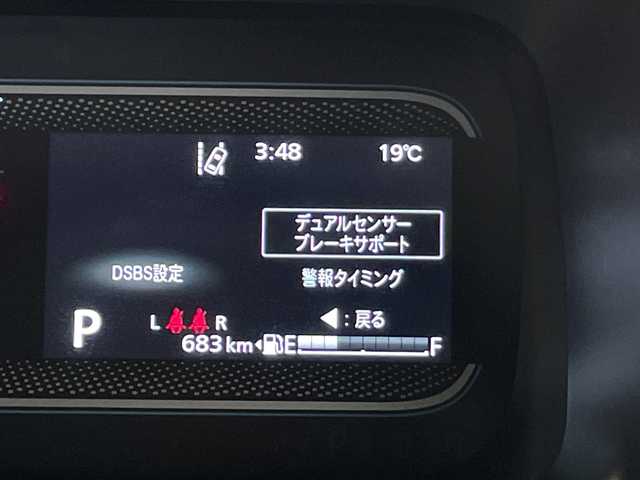 3:48 19℃
デュアルセンサー
ブレーキサポート
DSBS設定
警報タイミング
P L R ◀:戻る
683 km E F